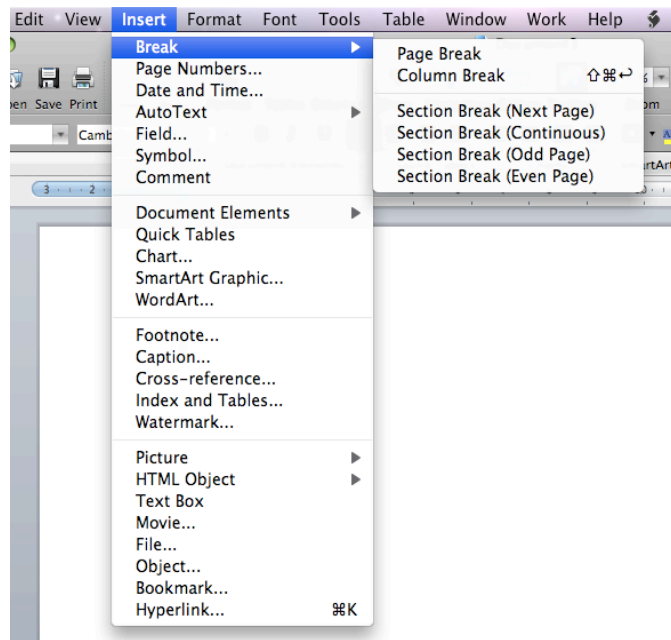 Edit View Insert Format Font Tools Table Window Work Help
Break
Page Numbers...
Date and Time...
AutoText
Field...
Symbol...
Comment
Document Elements
Quick Tables
Chart...
SmartArt Graphic...
WordArt...
Footnote...
Caption...
Cross-reference...
Index and Tables...
Watermark...
Picture
HTML Object
Text Box
Movie...
File...
Object...
Bookmark...
Hyperlink... ⌘K
Page Break
Column Break ⇧⌘↩
Section Break (Next Page)
Section Break (Continuous)
Section Break (Odd Page)
Section Break (Even Page)
Save Print
3 2